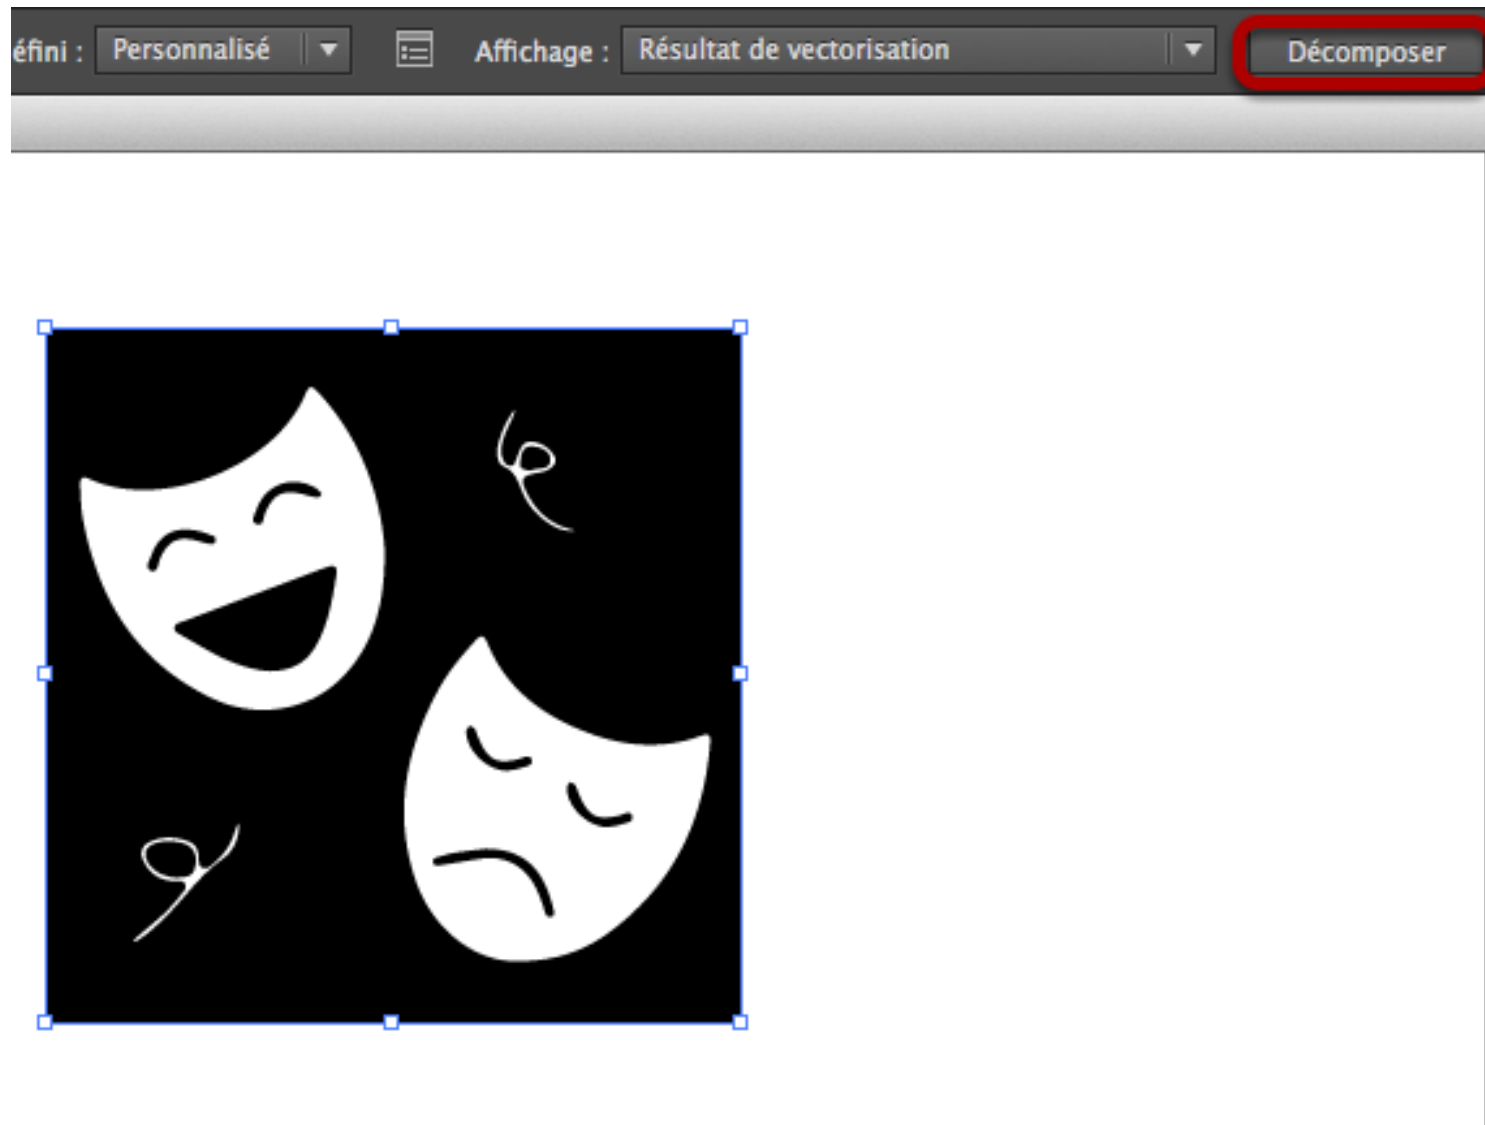 éfini : Personnalisé Affichage : Résultat de vectorisation Décomposer